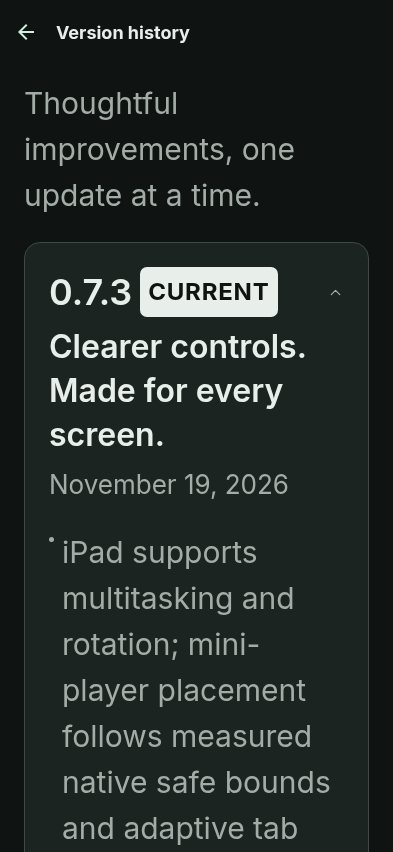 Version history
Thoughtful
improvements, one
update at a time.
0.7.3 CURRENT
Clearer controls.
Made for every
screen.
November 19, 2026
• iPad supports
multitasking and
rotation; mini-
player placement
follows measured
native safe bounds
and adaptive tab